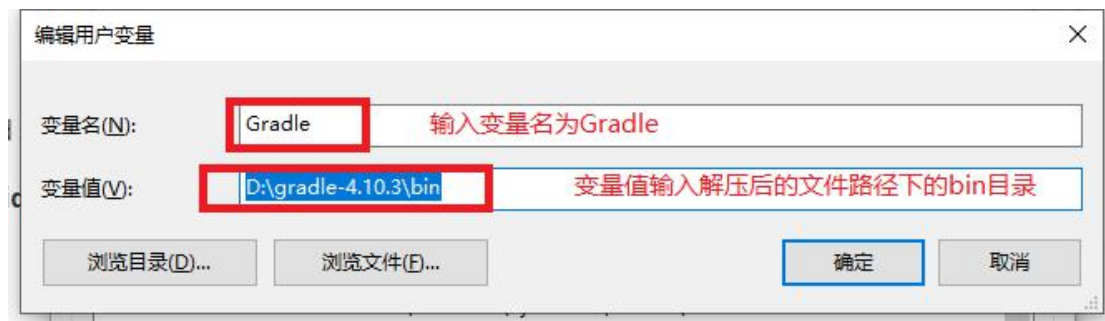 编辑用户变量
变量名(N): Gradle 输入变量名为Gradle
变量值(V): D:\gradle-4.10.3\bin 变量值输入解压后的文件路径下的bin目录
浏览目录(D)... 浏览文件(F)... 确定 取消